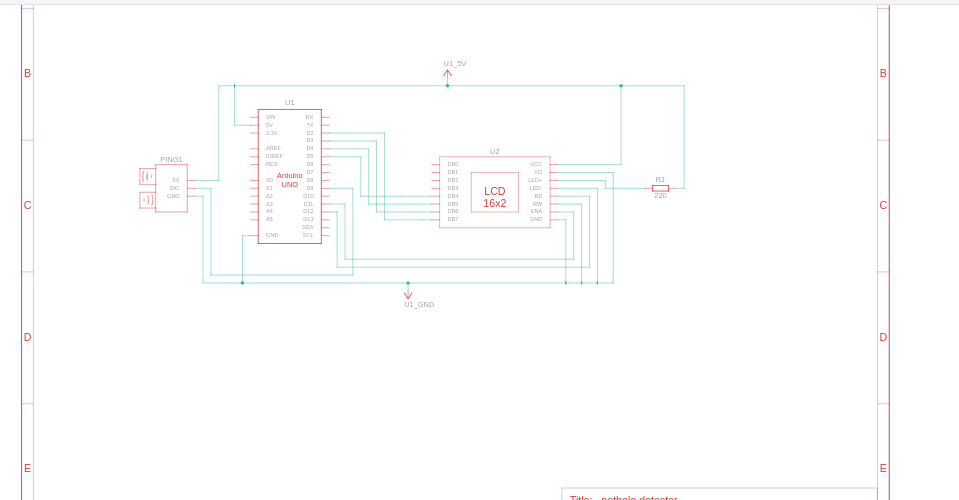 U1_5V
B
B
U1
VIN
5V
3.3V
AREF
IOREF
RES
A0
A1
A2
A3
A4
A5
GND
RX
TX
D2
D3
D4
D5
D6
D7
D8
D9
D10
D11
D12
D13
SDA
SCL
Arduino
UNO
PING1
5V
SIG
GND
U2
DB0
DB1
DB2
DB3
DB4
DB5
DB6
DB7
LCD
16x2
VCC
VO
LED+
LED-
RS
RW
ENA
GND
R1
220
C
C
U1_GND
D
D
E
E
Title: pothole detector